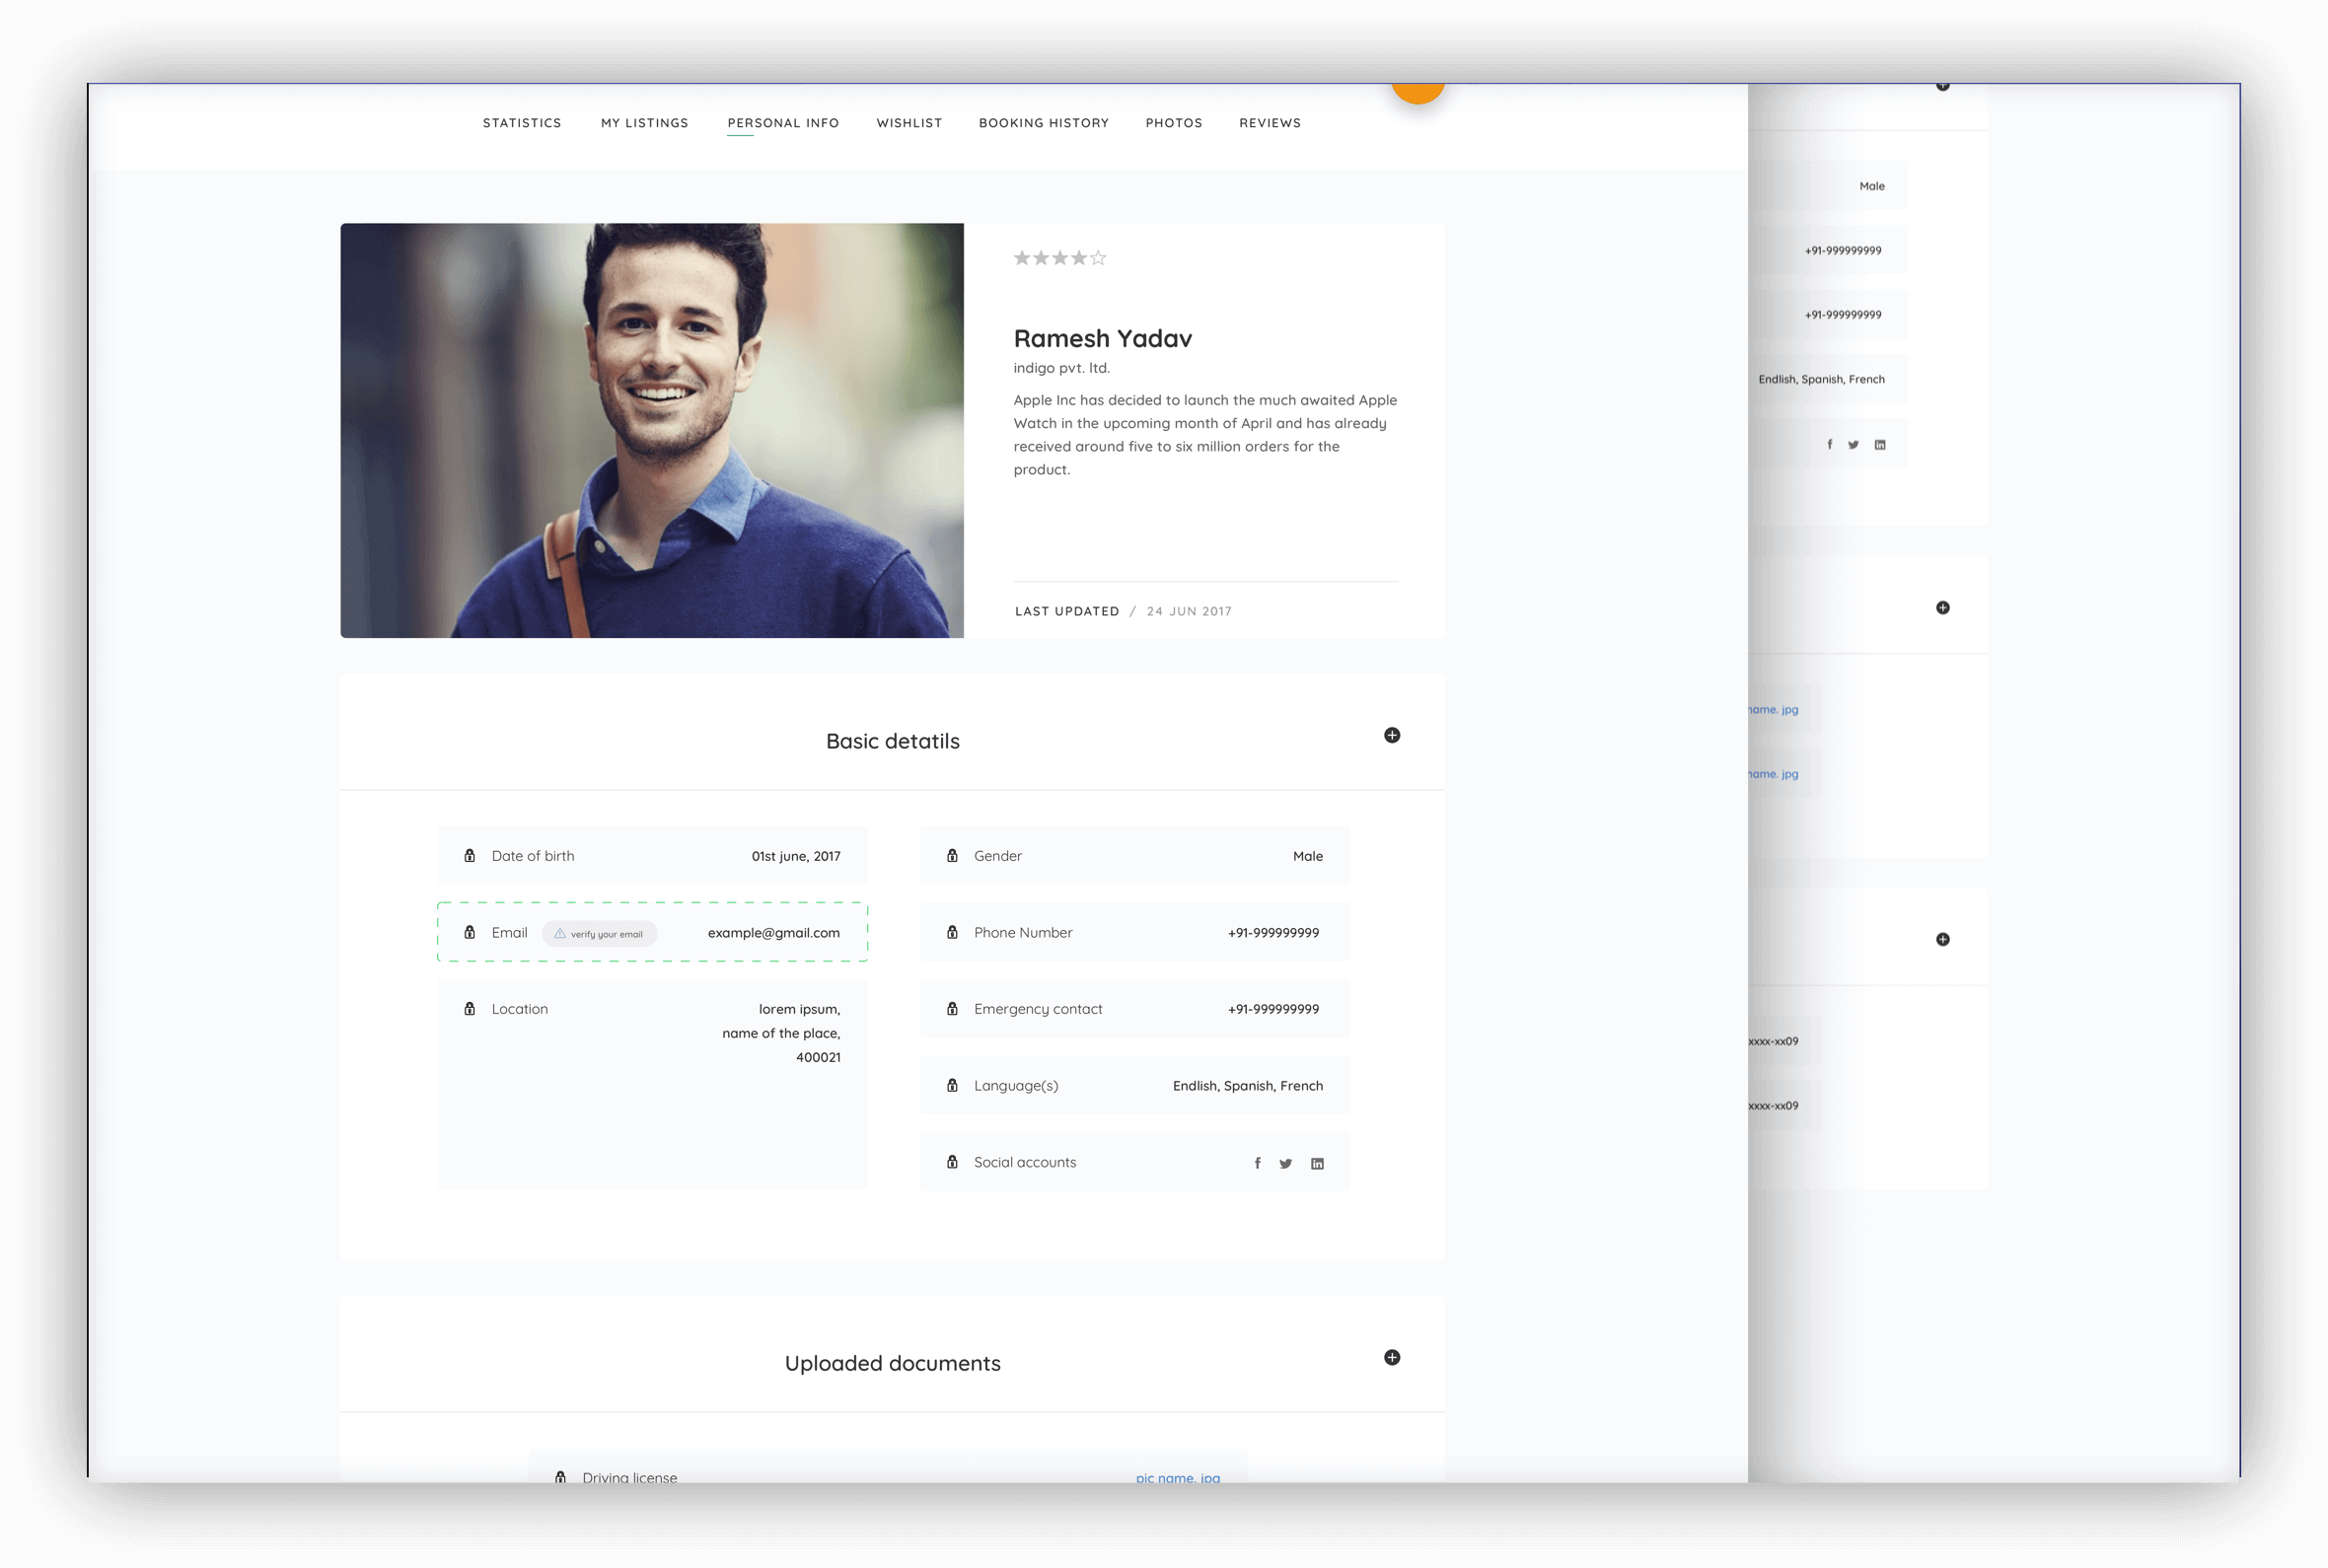 STATISTICS MY LISTINGS PERSONAL INFO WISHLIST BOOKING HISTORY PHOTOS REVIEWS
Ramesh Yadav
indigo pvt. ltd.
Apple Inc has decided to launch the much awaited Apple
Watch in the upcoming month of April and has already
received around five to six million orders for the
product.
LAST UPDATED / 24 JUN 2017
Basic detatils
Date of birth 01st june, 2017
Email verify your email example@gmail.com
Location lorem ipsum,
name of the place,
400021
Gender Male
Phone Number +91-999999999
Emergency contact +91-999999999
Language(s) Endlish, Spanish, French
Social accounts
Uploaded documents
Driving license pic name. jpg
Male
+91-999999999
+91-999999999
Endlish, Spanish, French
name. jpg
name. jpg
xxxx-xx09
xxxx-xx09